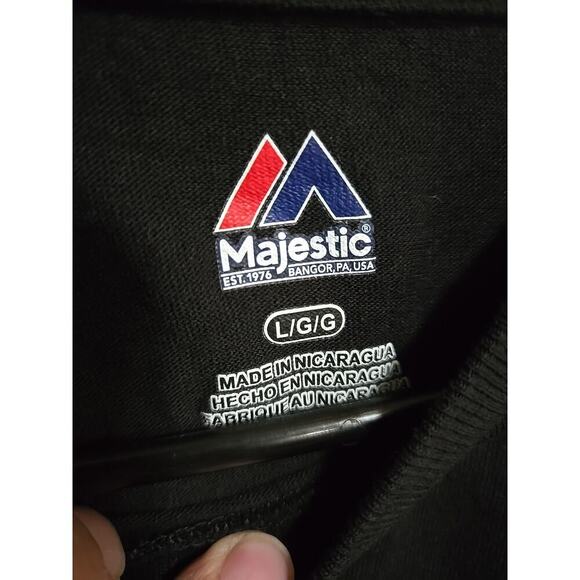 Majestic®
EST. 1976 BANGOR, PA, USA
L/G/G
MADE IN NICARAGUA
HECHO EN NICARAGUA
FABRIQUE AU NICARAGUA